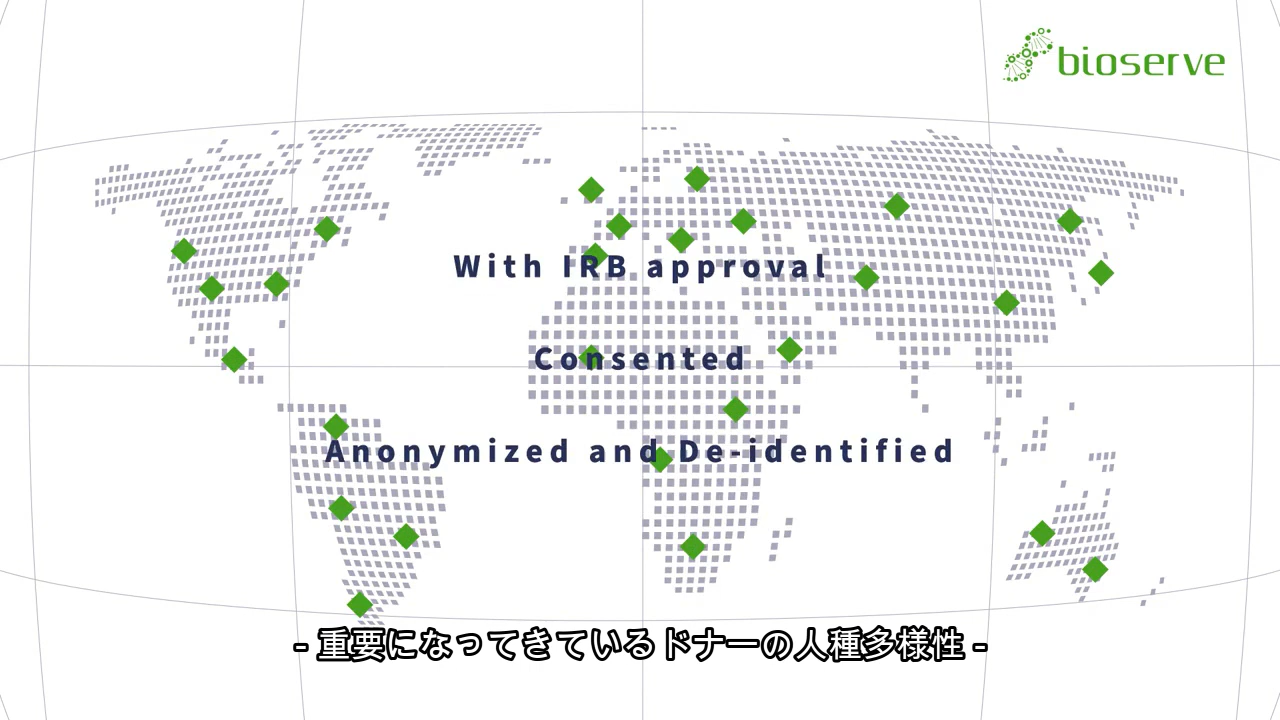 bioserve
With IRB approval
Consented
Anonymized and De-identified
- 重要になってきているドナーの人種多様性 -